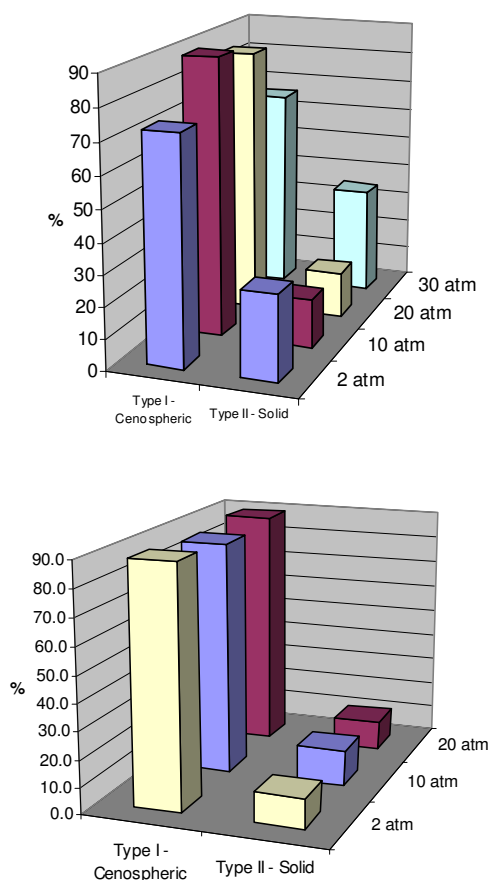 90
80
70
60
50
40
30
20
10
0
%
Type I -
Cenospheric
Type II - Solid
2 atm
10 atm
20 atm
30 atm
90.0
80.0
70.0
60.0
50.0
40.0
30.0
20.0
10.0
0.0
%
Type I -
Cenospheric
Type II - Solid
2 atm
10 atm
20 atm